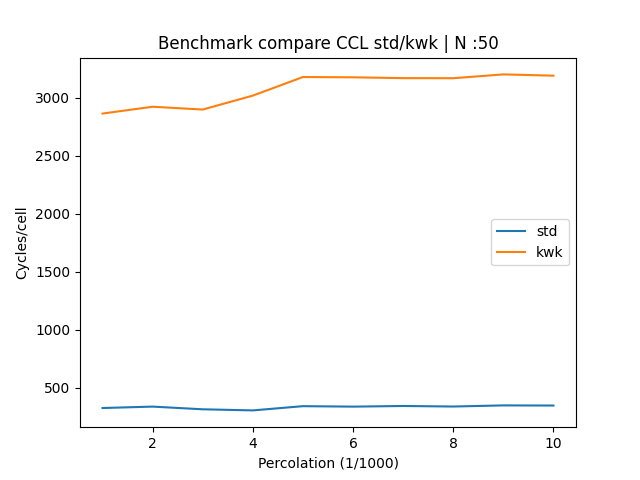 Benchmark compare CCL std/kwk | N :50
Cycles/cell
3000
2500
2000
1500
1000
500
std
kwk
2 4 6 8 10
Percolation (1/1000)